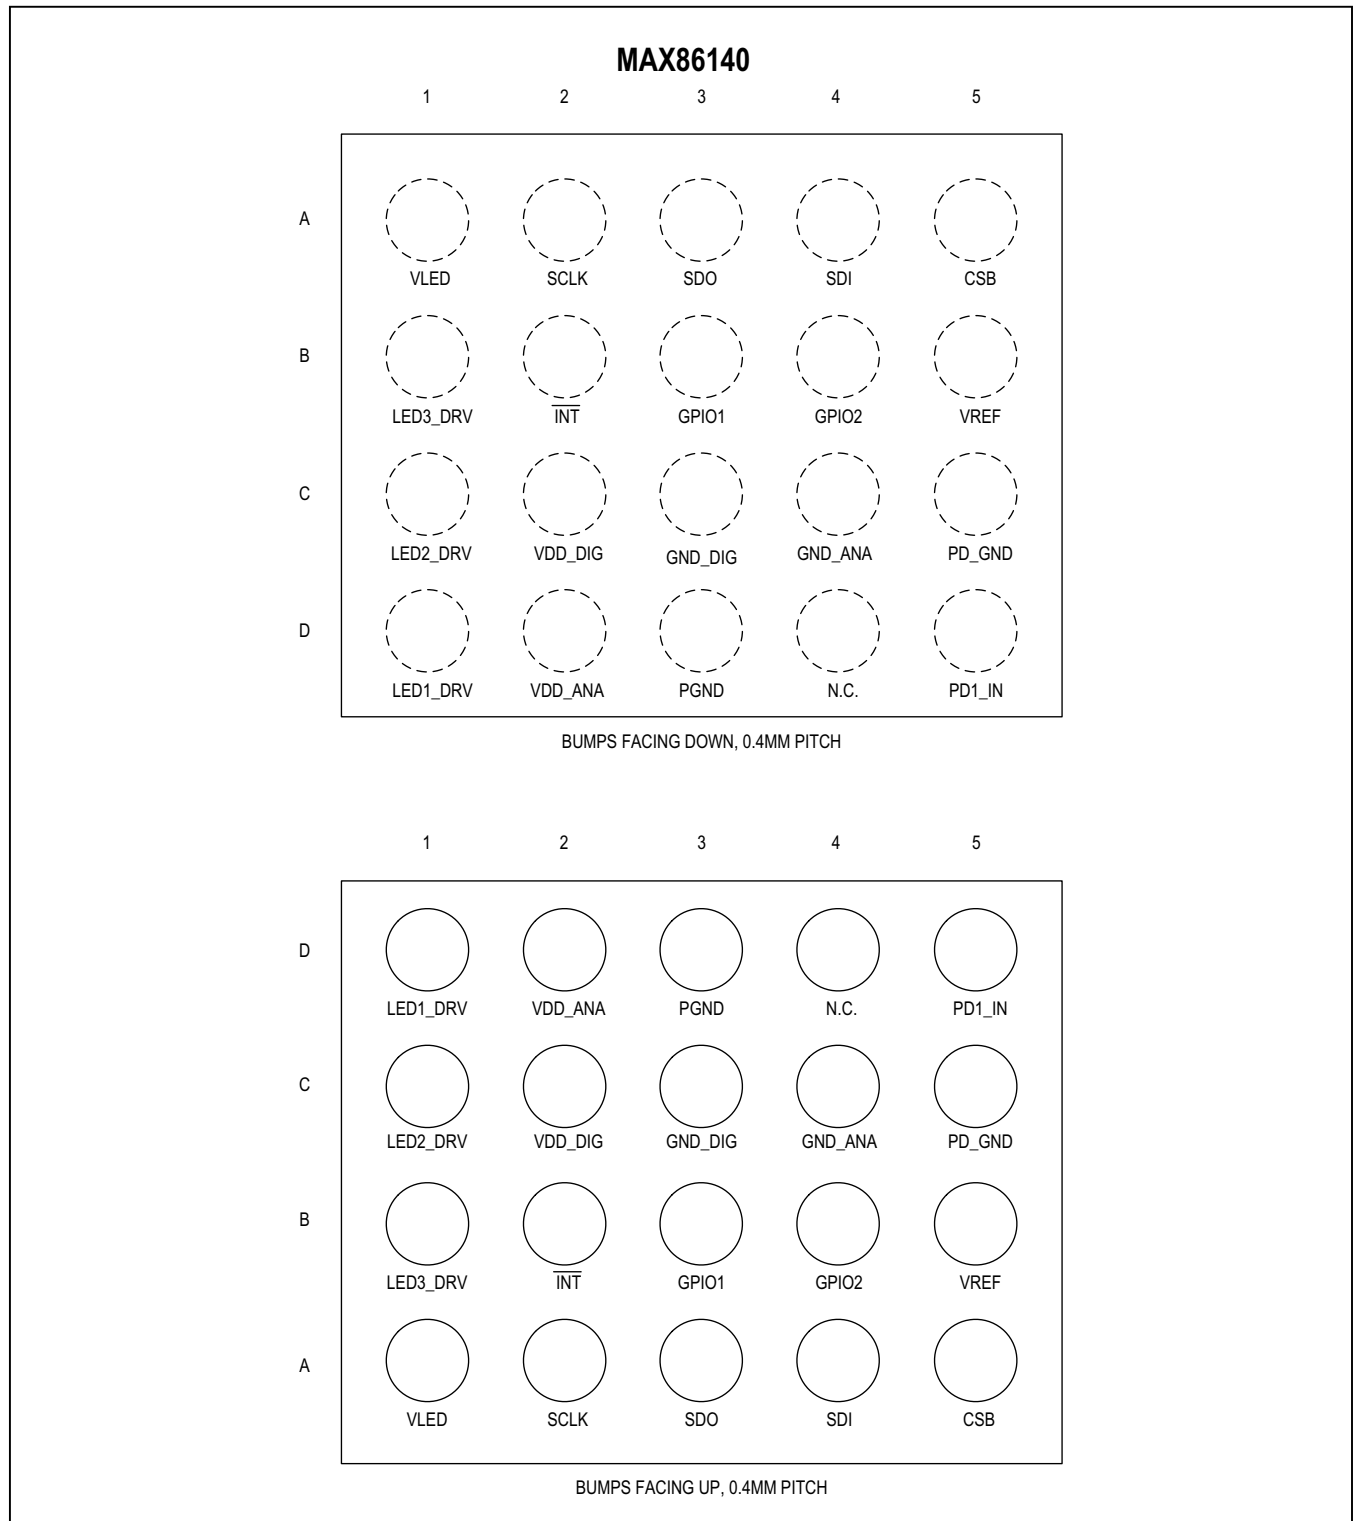 MAX86140
1 2 3 4 5
A
VLED SCLK SDO SDI CSB
B
LED3_DRV INT GPIO1 GPIO2 VREF
C
LED2_DRV VDD_DIG GND_DIG GND_ANA PD_GND
D
LED1_DRV VDD_ANA PGND N.C. PD1_IN
BUMPS FACING DOWN, 0.4MM PITCH
1 2 3 4 5
D
LED1_DRV VDD_ANA PGND N.C. PD1_IN
C
LED2_DRV VDD_DIG GND_DIG GND_ANA PD_GND
B
LED3_DRV INT GPIO1 GPIO2 VREF
A
VLED SCLK SDO SDI CSB
BUMPS FACING UP, 0.4MM PITCH